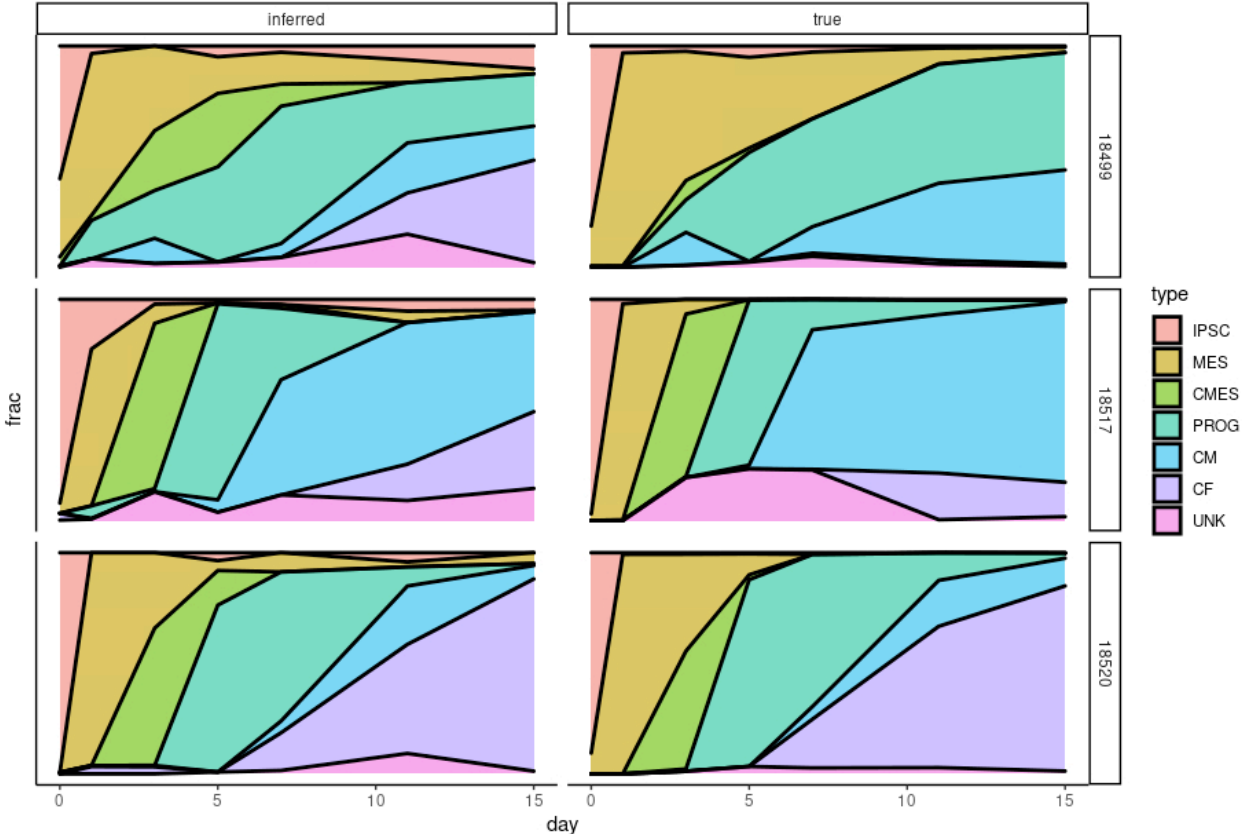 inferred
true
18499
18517
18520
frac
0
5
10
15
0
5
10
15
day
type
IPSC
MES
CMES
PROG
CM
CF
UNK